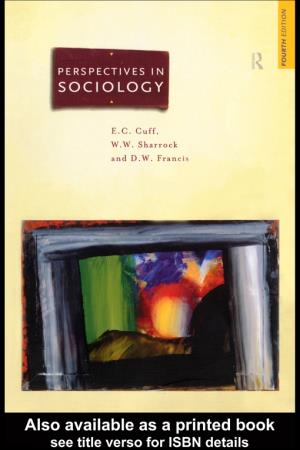 PERSPECTIVES IN
SOCIOLOGY
R
FOURTH EDITION
E.C. Cuff,
W.W. Sharrock
and D.W. Francis
Also available as a printed book
see title verso for ISBN details